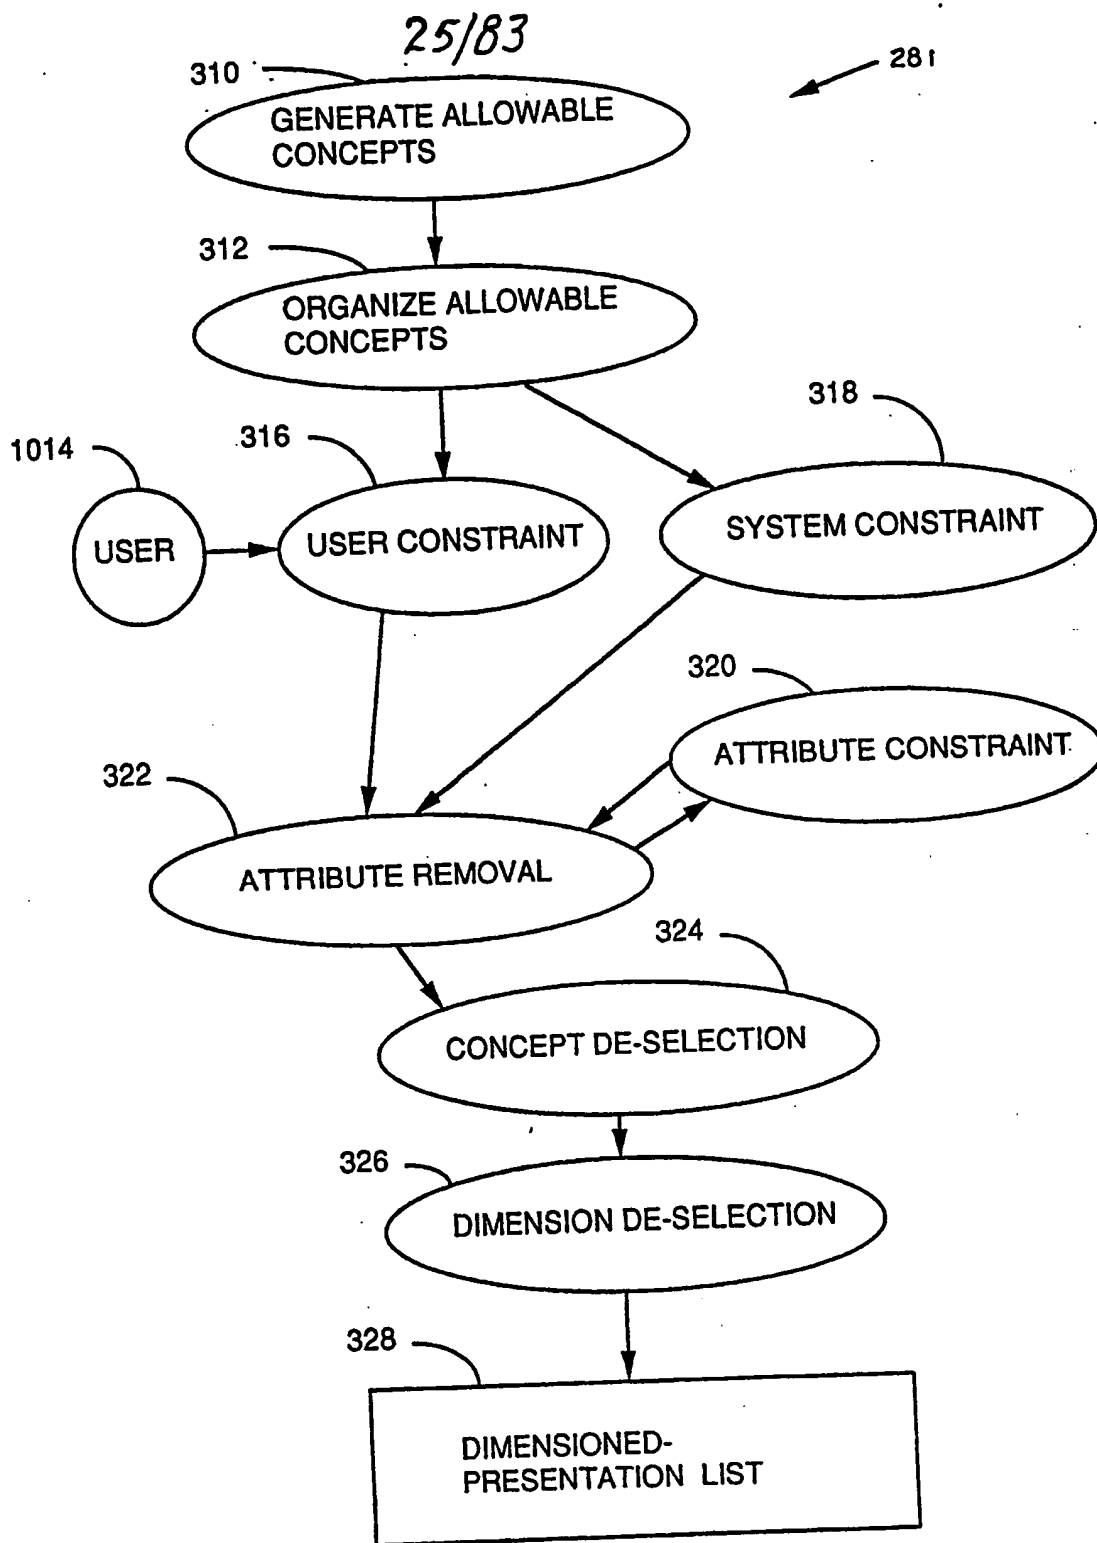 25/83
310
281
GENERATE ALLOWABLE
CONCEPTS
312
ORGANIZE ALLOWABLE
CONCEPTS
318
316
1014
USER
USER CONSTRAINT
SYSTEM CONSTRAINT
320
ATTRIBUTE CONSTRAINT
322
ATTRIBUTE REMOVAL
324
CONCEPT DE-SELECTION
326
DIMENSION DE-SELECTION
328
DIMENSIONED-
PRESENTATION LIST